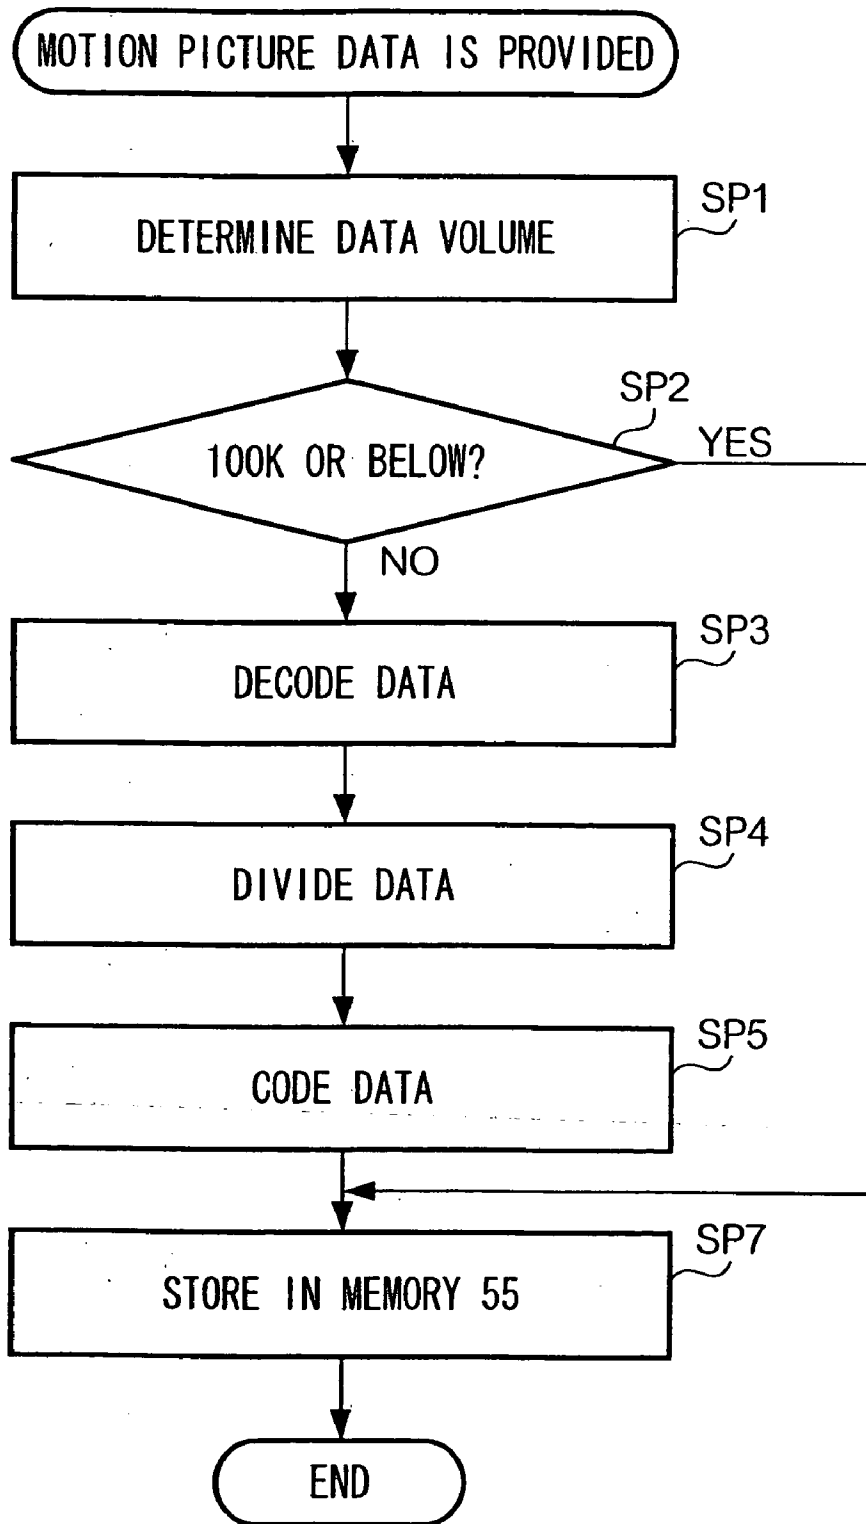 MOTION PICTURE DATA IS PROVIDED
SP1
DETERMINE DATA VOLUME
SP2
100K OR BELOW?
YES
NO
SP3
DECODE DATA
SP4
DIVIDE DATA
SP5
CODE DATA
SP7
STORE IN MEMORY 55
END